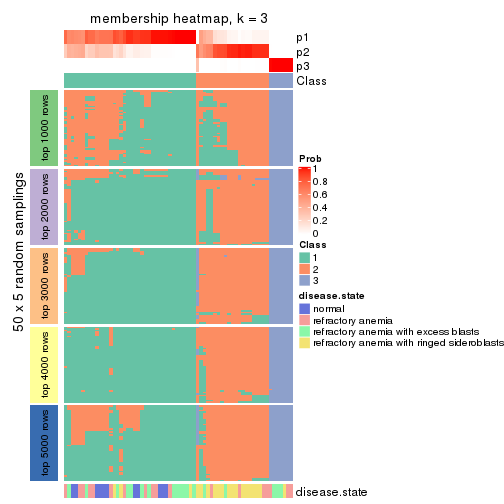 membership heatmap, k = 3
p1
p2
p3
Class
50 x 5 random samplings
top 1000 rows
top 2000 rows
top 3000 rows
top 4000 rows
top 5000 rows
disease.state
Prob
1
0.8
0.6
0.4
0.2
0
Class
1
2
3
disease.state
normal
refractory anemia
refractory anemia with excess blasts
refractory anemia with ringed sideroblasts